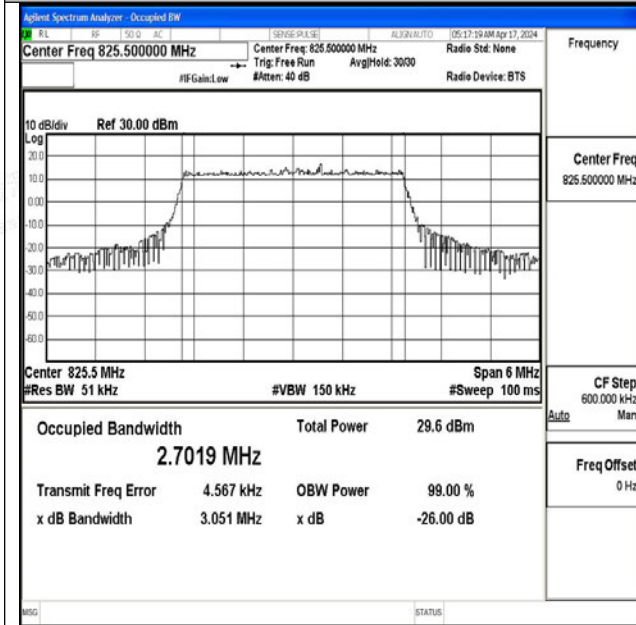 Agilent Spectrum Analyzer - Occupied BW
RL RF 50 Ω AC SENSE:PULSE ALIGNAUTO 05:17:19 AM Apr 17, 2024
Center Freq 825.500000 MHz
Center Freq: 825.500000 MHz
Radio Std: None
Trig: Free Run Avg|Hold: 30/30
#IFGain:Low #Atten: 40 dB Radio Device: BTS
10 dB/div Ref 30.00 dBm
Log
20.0
10.0
0.00
-10.0
-20.0
-30.0
-40.0
-50.0
-60.0
Center 825.5 MHz Span 6 MHz
#Res BW 51 kHz #VBW 150 kHz #Sweep 100 ms
Occupied Bandwidth Total Power 29.6 dBm
2.7019 MHz
Transmit Freq Error 4.567 kHz OBW Power 99.00 %
x dB Bandwidth 3.051 MHz x dB -26.00 dB
MSG STATUS
Frequency
Center Freq
825.500000 MHz
CF Step
600.000 kHz
Auto Man
Freq Offset
0 Hz